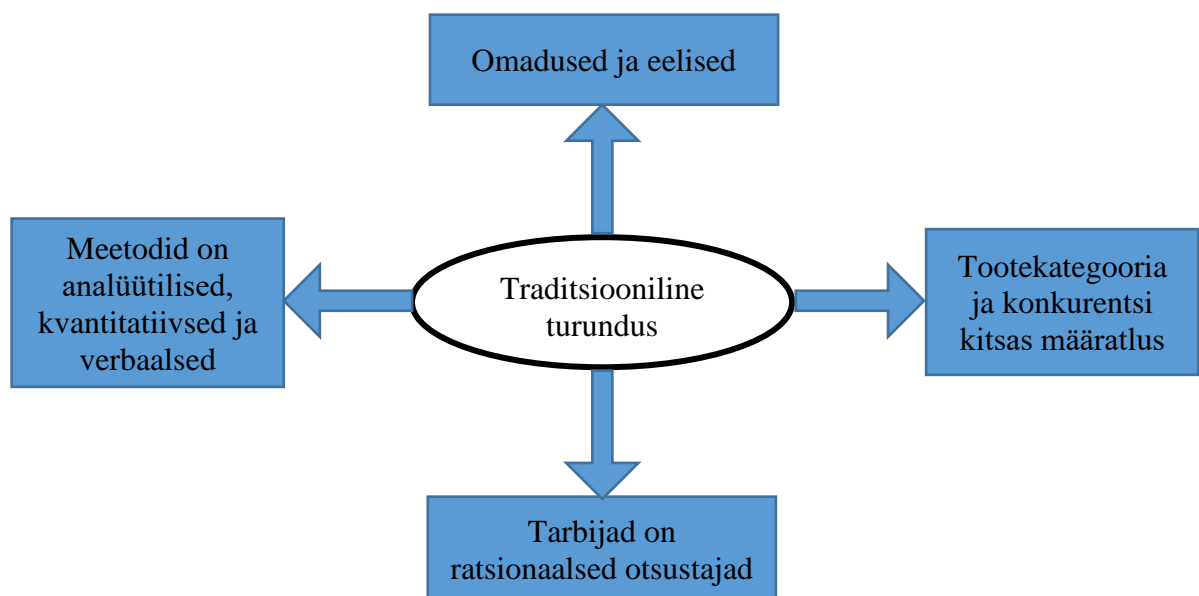 Omadused ja eelised
Meetodid on
analüütilised,
kvantitatiivsed ja
verbaalsed
Traditsiooniline
turundus
Tootekategooria
ja konkurentsi
kitsas määratlus
Tarbijad on
ratsionaalsed otsustajad